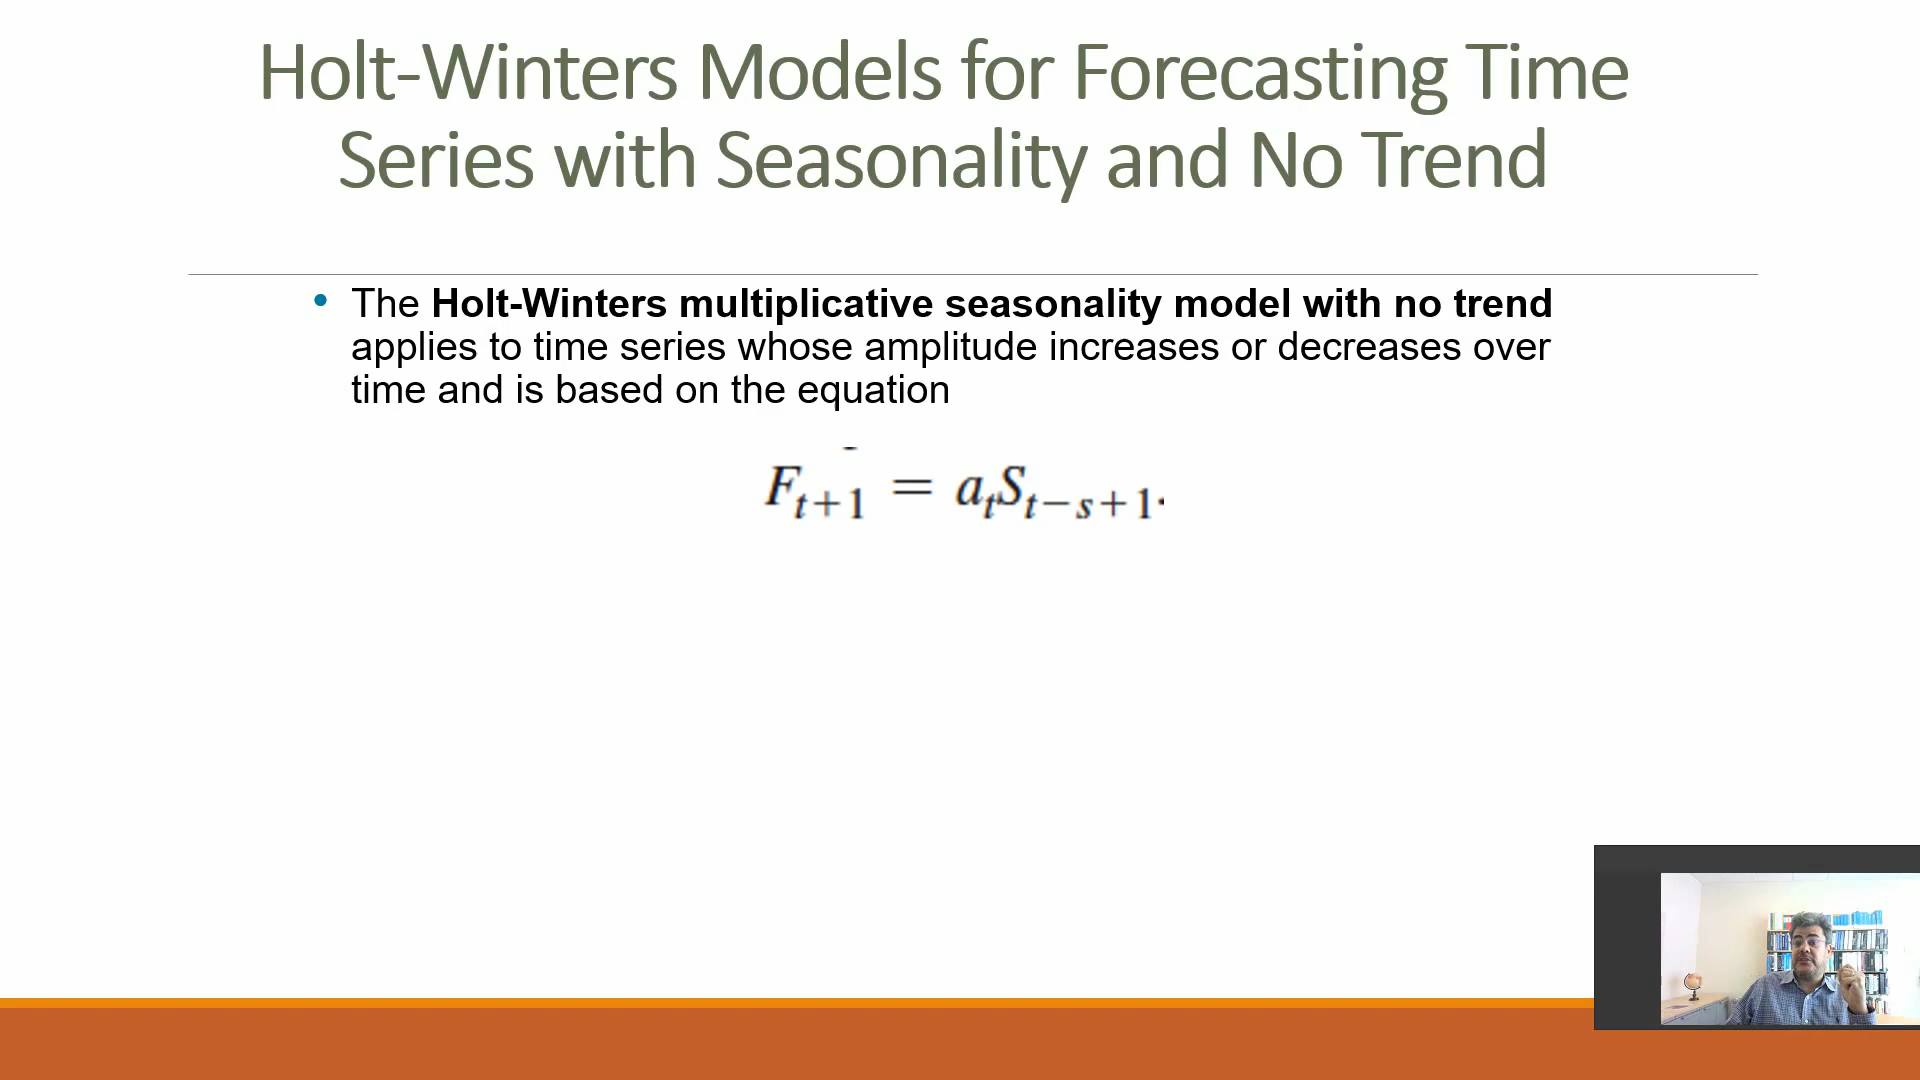 Holt-Winters Models for Forecasting Time
Series with Seasonality and No Trend
• The Holt-Winters multiplicative seasonality model with no trend
applies to time series whose amplitude increases or decreases over
time and is based on the equation
F_{t+1} = a_t S_{t-s+1}.